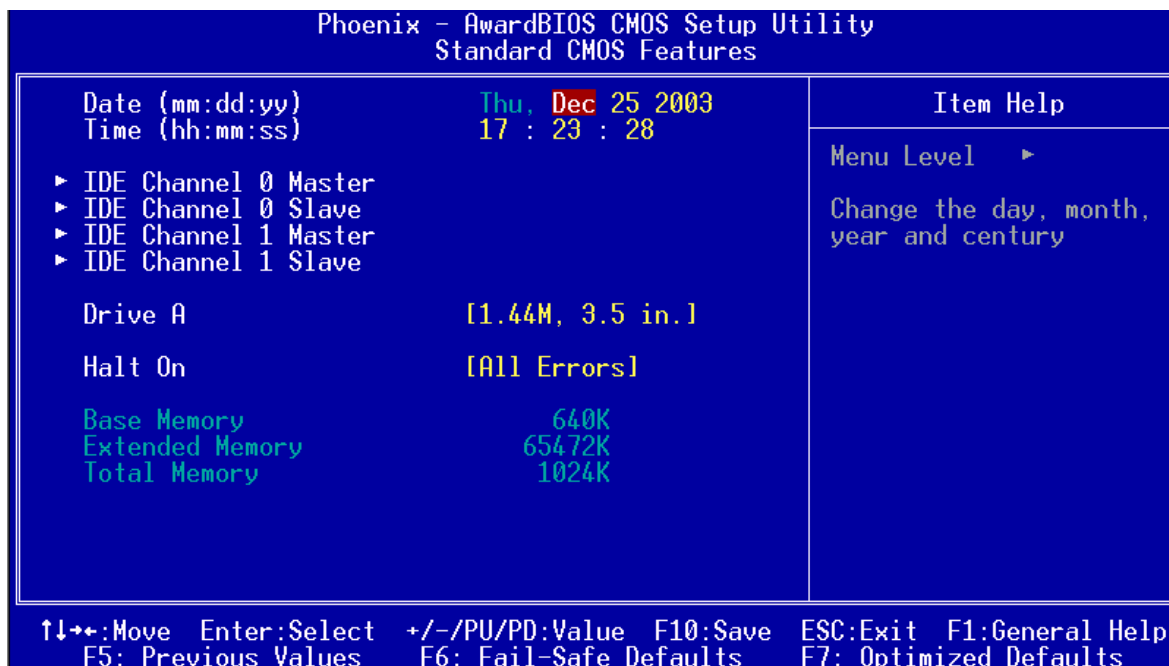 Phoenix - AwardBIOS CMOS Setup Utility
Standard CMOS Features
Date (mm:dd:yy) Thu, Dec 25 2003
Time (hh:mm:ss) 17 : 23 : 28
► IDE Channel 0 Master
► IDE Channel 0 Slave
► IDE Channel 1 Master
► IDE Channel 1 Slave
Drive A [1.44M, 3.5 in.]
Halt On [All Errors]
Base Memory 640K
Extended Memory 65472K
Total Memory 1024K
Item Help
Menu Level ►
Change the day, month,
year and century
↑↓→←:Move Enter:Select +/-/PU/PD:Value F10:Save ESC:Exit F1:General Help
F5: Previous Values F6: Fail-Safe Defaults F7: Optimized Defaults